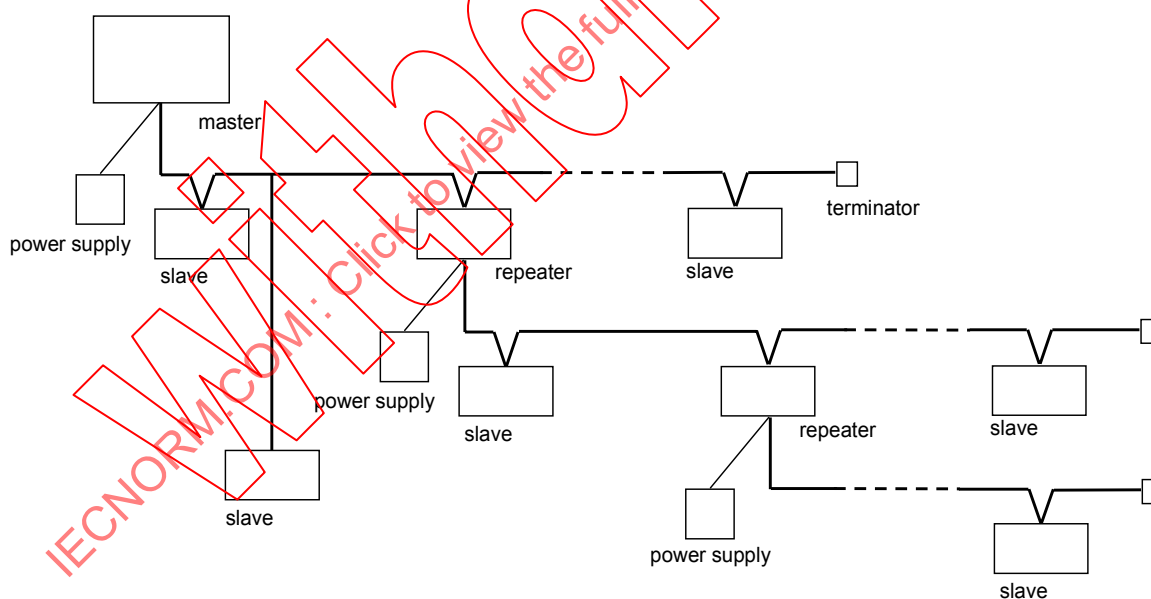 master
power supply
slave
terminator
repeater
slave
power supply
slave
repeater
slave
slave
power supply
slave
IECNORM.COM : Click to view the full